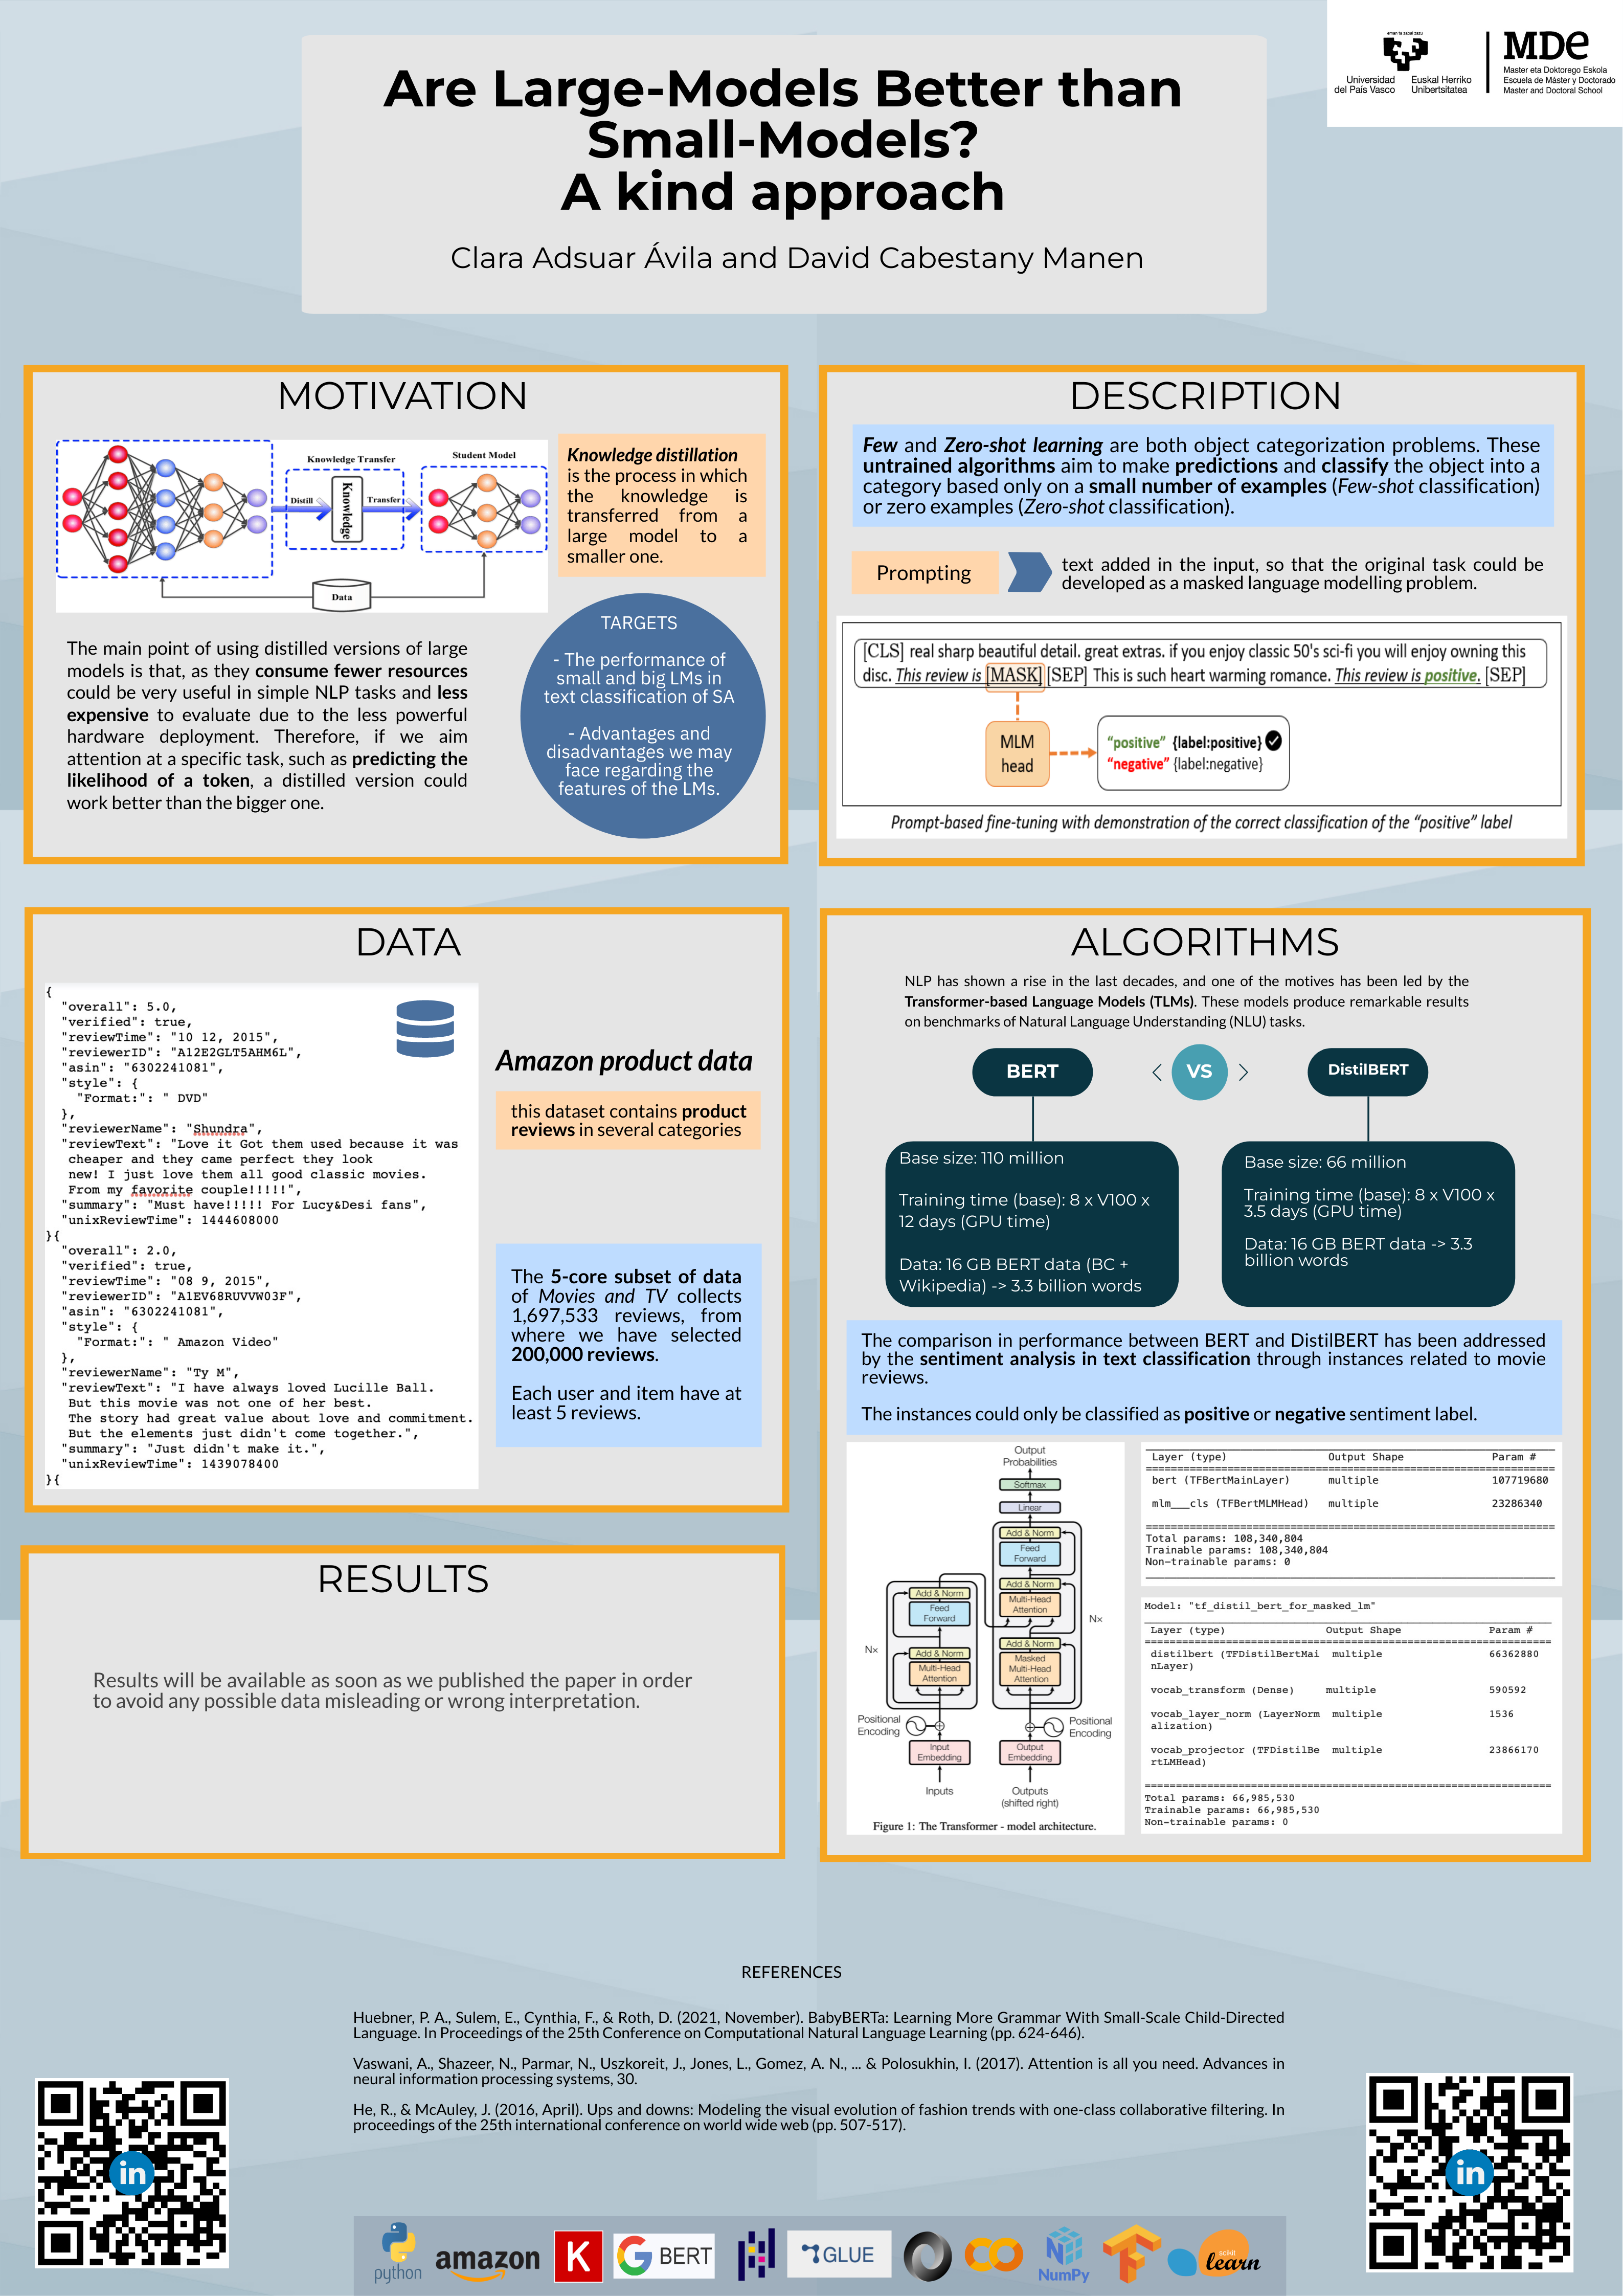 Are Large-Models Better than
Small-Models?
A kind approach
Clara Adsuar Ávila and David Cabestany Manen
eman ta zabal zazu
Universidad
del País Vasco
Euskal Herriko
Unibertsitatea
MDe
Master eta Doktorego Eskola
Escuela de Máster y Doctorado
Master and Doctoral School
MOTIVATION
Knowledge Transfer
Student Model
Distill
Knowledge
Transfer
Data
Knowledge distillation
is the process in which
the knowledge is
transferred from a
large model to a
smaller one.
The main point of using distilled versions of large
models is that, as they consume fewer resources
could be very useful in simple NLP tasks and less
expensive to evaluate due to the less powerful
hardware deployment. Therefore, if we aim
attention at a specific task, such as predicting the
likelihood of a token, a distilled version could
work better than the bigger one.
TARGETS
- The performance of
small and big LMs in
text classification of SA
- Advantages and
disadvantages we may
face regarding the
features of the LMs.
DESCRIPTION
Few and Zero-shot learning are both object categorization problems. These
untrained algorithms aim to make predictions and classify the object into a
category based only on a small number of examples (Few-shot classification)
or zero examples (Zero-shot classification).
Prompting
text added in the input, so that the original task could be
developed as a masked language modelling problem.
[CLS] real sharp beautiful detail. great extras. if you enjoy classic 50's sci-fi you will enjoy owning this
disc. This review is [MASK] [SEP] This is such heart warming romance. This review is positive. [SEP]
MLM
head
“positive” {label:positive}
“negative” {label:negative}
Prompt-based fine-tuning with demonstration of the correct classification of the “positive” label
DATA
{
"overall": 5.0,
"verified": true,
"reviewTime": "10 12, 2015",
"reviewerID": "A12E2GLT5AHM6L",
"asin": "6302241081",
"style": {
"Format:": " DVD"
},
"reviewerName": "Shundra",
"reviewText": "Love it Got them used because it was
cheaper and they came perfect they look
new! I just love them all good classic movies.
From my favorite couple!!!!!",
"summary": "Must have!!!!! For Lucy&Desi fans",
"unixReviewTime": 1444608000
}{
"overall": 2.0,
"verified": true,
"reviewTime": "08 9, 2015",
"reviewerID": "A1EV68RUVVW03F",
"asin": "6302241081",
"style": {
"Format:": " Amazon Video"
},
"reviewerName": "Ty M",
"reviewText": "I have always loved Lucille Ball.
But this movie was not one of her best.
The story had great value about love and commitment.
But the elements just didn't come together.",
"summary": "Just didn't make it.",
"unixReviewTime": 1439078400
}{
Amazon product data
this dataset contains product
reviews in several categories
The 5-core subset of data
of Movies and TV collects
1,697,533 reviews, from
where we have selected
200,000 reviews.
Each user and item have at
least 5 reviews.
ALGORITHMS
NLP has shown a rise in the last decades, and one of the motives has been led by the
Transformer-based Language Models (TLMs). These models produce remarkable results
on benchmarks of Natural Language Understanding (NLU) tasks.
BERT
VS
DistilBERT
Base size: 110 million
Training time (base): 8 x V100 x
12 days (GPU time)
Data: 16 GB BERT data (BC +
Wikipedia) -> 3.3 billion words
Base size: 66 million
Training time (base): 8 x V100 x
3.5 days (GPU time)
Data: 16 GB BERT data -> 3.3
billion words
The comparison in performance between BERT and DistilBERT has been addressed
by the sentiment analysis in text classification through instances related to movie
reviews.
The instances could only be classified as positive or negative sentiment label.
Output
Probabilities
Softmax
Linear
Add & Norm
Feed
Forward
Add & Norm
Multi-Head
Attention
Add & Norm
Feed
Forward
Nx
Nx
Add & Norm
Masked
Multi-Head
Attention
Add & Norm
Multi-Head
Attention
Positional
Encoding
Positional
Encoding
Input
Embedding
Output
Embedding
Inputs
Outputs
(shifted right)
Figure 1: The Transformer - model architecture.
Layer (type) Output Shape Param #
bert (TFBertMainLayer) multiple 107719680
mlm___cls (TFBertMLMHead) multiple 23286340
Total params: 108,340,804
Trainable params: 108,340,804
Non-trainable params: 0
Model: "tf_distil_bert_for_masked_lm"
Layer (type) Output Shape Param #
distilbert (TFDistilBertMai multiple 66362880
nLayer)
vocab_transform (Dense) multiple 590592
vocab_layer_norm (LayerNorm multiple 1536
alization)
vocab_projector (TFDistilBe multiple 23866170
rtLMHead)
Total params: 66,985,530
Trainable params: 66,985,530
Non-trainable params: 0
RESULTS
Results will be available as soon as we published the paper in order
to avoid any possible data misleading or wrong interpretation.
REFERENCES
Huebner, P. A., Sulem, E., Cynthia, F., & Roth, D. (2021, November). BabyBERTa: Learning More Grammar With Small-Scale Child-Directed
Language. In Proceedings of the 25th Conference on Computational Natural Language Learning (pp. 624-646).
Vaswani, A., Shazeer, N., Parmar, N., Uszkoreit, J., Jones, L., Gomez, A. N., ... & Polosukhin, I. (2017). Attention is all you need. Advances in
neural information processing systems, 30.
He, R., & McAuley, J. (2016, April). Ups and downs: Modeling the visual evolution of fashion trends with one-class collaborative filtering. In
proceedings of the 25th international conference on world wide web (pp. 507-517).
in
in
python
amazon
K
G BERT
GLUE
NumPy
scikit
learn